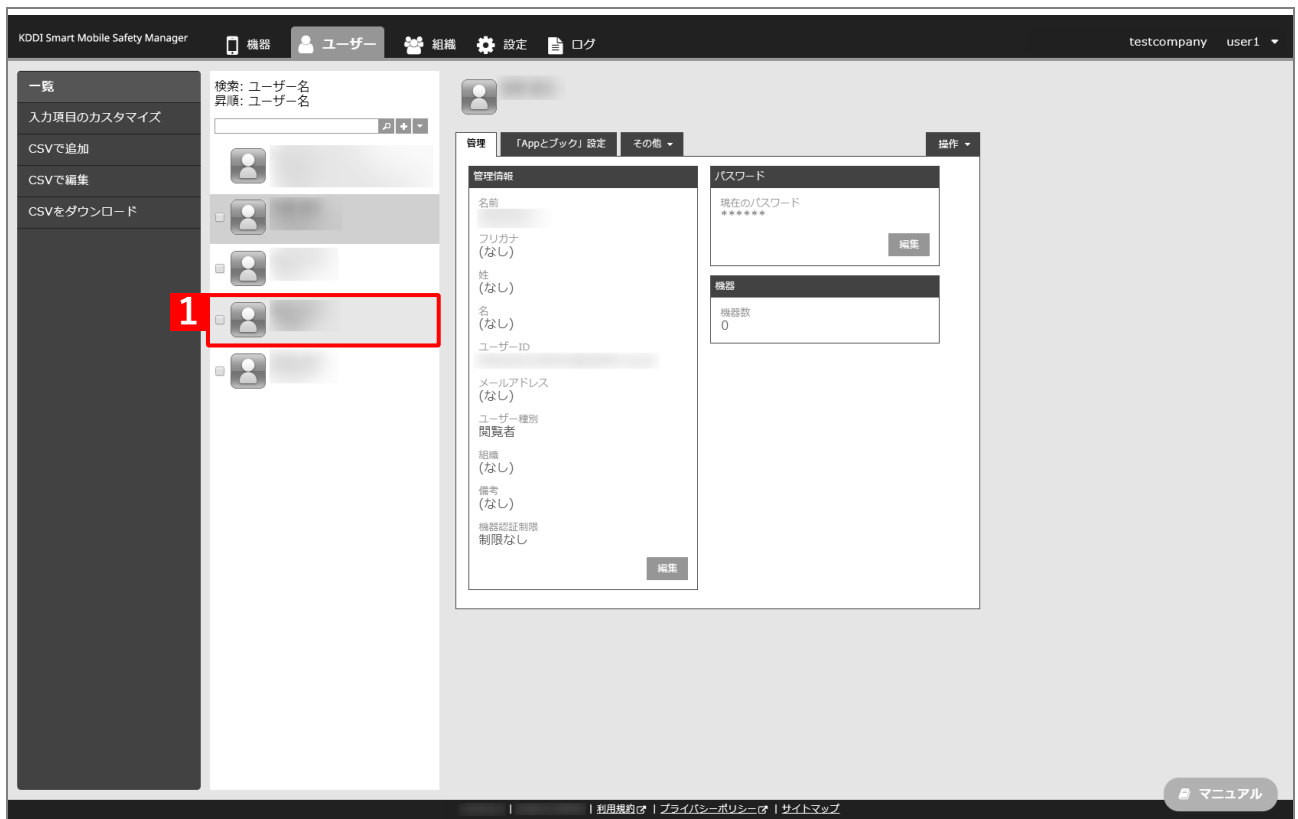 KDDI Smart Mobile Safety Manager
機器
ユーザー
組織
設定
ログ
testcompany
user1
一覧
入力項目のカスタマイズ
CSVで追加
CSVで編集
CSVをダウンロード
検索: ユーザー名
昇順: ユーザー名
1
管理
「Appとブック」設定
その他
操作
管理情報
名前
フリガナ
(なし)
姓
(なし)
名
(なし)
ユーザーID
メールアドレス
(なし)
ユーザー種別
閲覧者
組織
(なし)
備考
(なし)
機器認証制限
制限なし
編集
パスワード
現在のパスワード
******
編集
機器
機器数
0
マニュアル
| | 利用規約 | プライバシーポリシー | サイトマップ